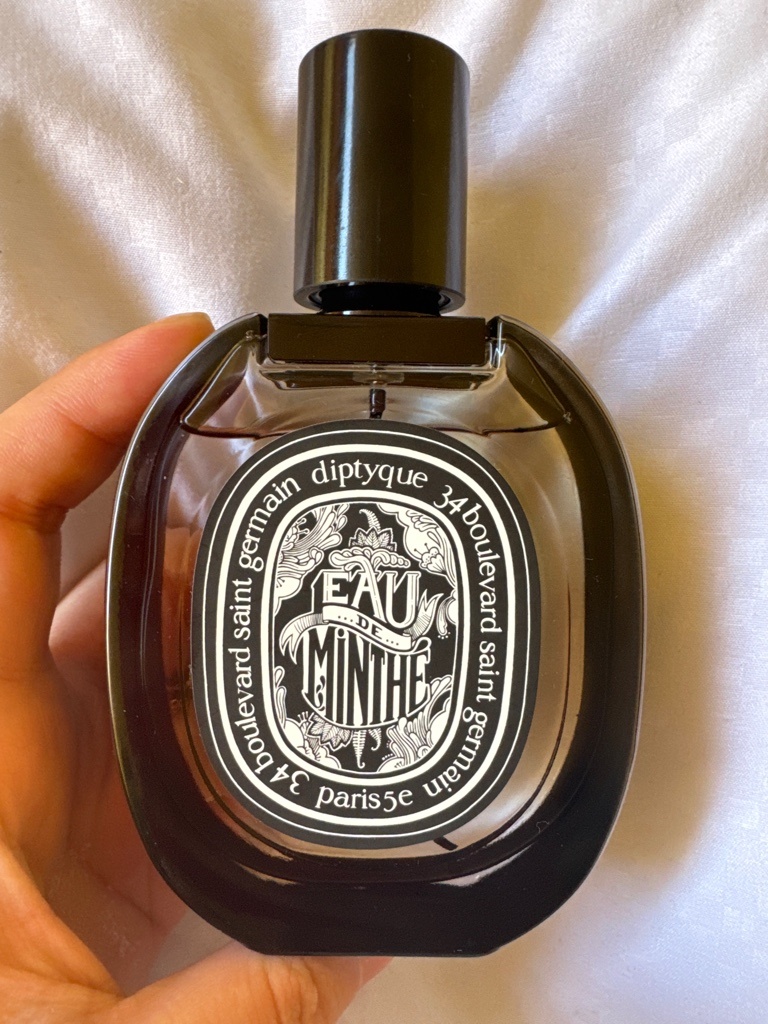 diptyque 34 boulevard saint germain paris 5e 34 boulevard saint germain
EAU
DE
MINTHÉ